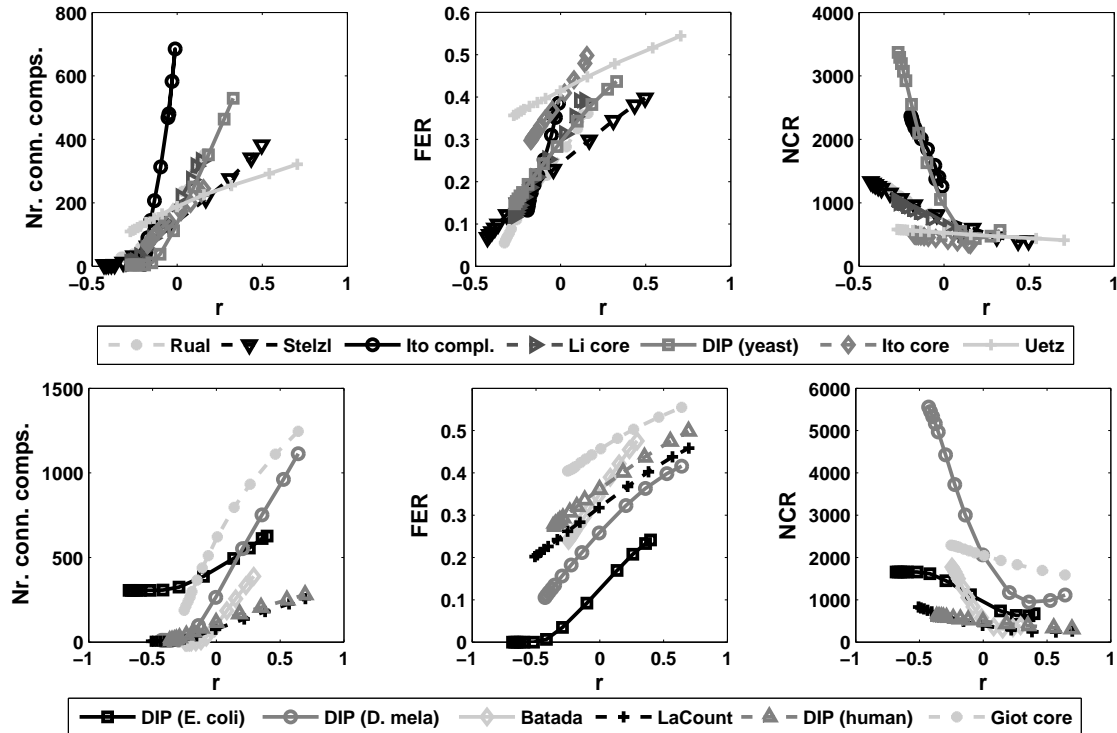 800
600
400
200
0
−0.5 0 0.5 1
r
Nr. conn. comps.
0.6
0.5
0.4
0.3
0.2
0.1
0
−0.5 0 0.5 1
r
FER
4000
3000
2000
1000
0
−0.5 0 0.5 1
r
NCR
Rual Stelzl Ito compl. Li core DIP (yeast) Ito core Uetz
1500
1000
500
0
−1 −0.5 0 0.5 1
r
Nr. conn. comps.
0.5
0.4
0.3
0.2
0.1
0
−1 −0.5 0 0.5 1
r
FER
6000
5000
4000
3000
2000
1000
0
−1 −0.5 0 0.5 1
r
NCR
DIP (E. coli) DIP (D. mela) Batada LaCount DIP (human) Giot core